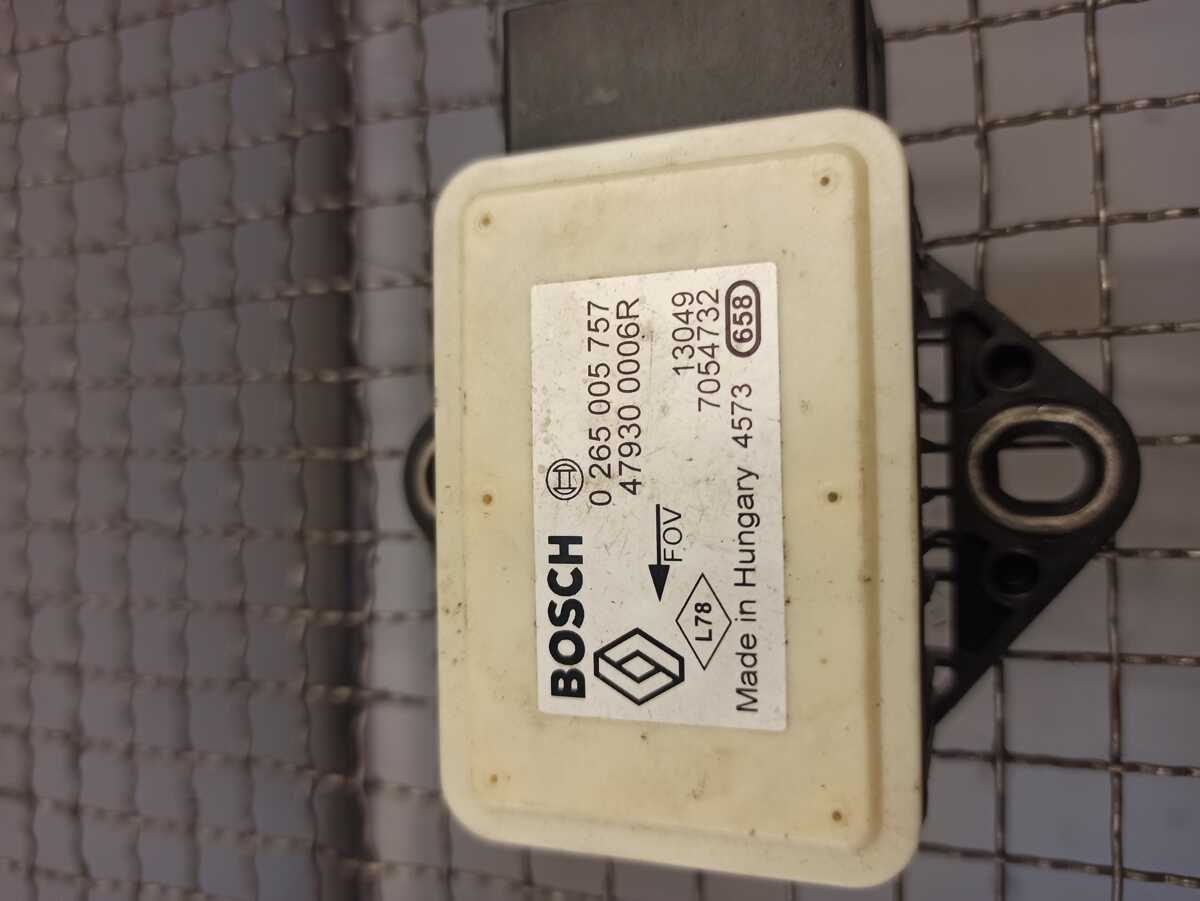 BOSCH
0 265 005 757
47930 0006R
FOV
13049
L78
7054732
Made in Hungary 4573
658